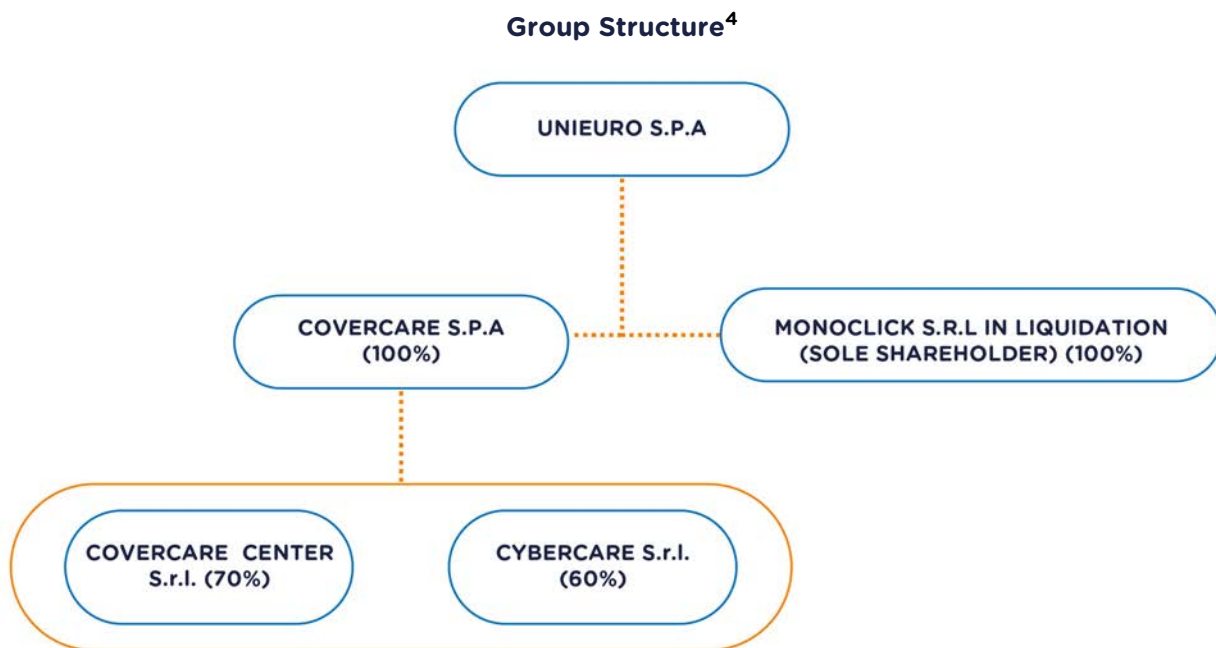 Group Structure4
UNIEURO S.P.A
COVERCARE S.P.A
(100%)
MONOCLICK S.R.L IN LIQUIDATION
(SOLE SHAREHOLDER) (100%)
COVERCARE CENTER
S.r.l. (70%)
CYBERCARE S.r.l.
(60%)